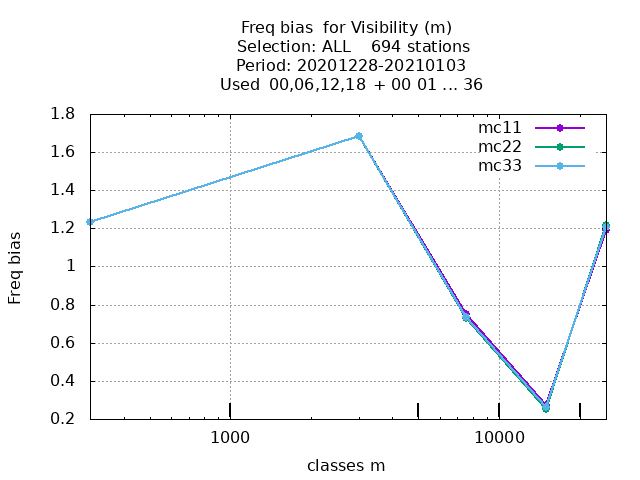 Freq bias  for Visibility (m)
Selection: ALL    694 stations
Period: 20201228-20210103
Used  00,06,12,18  + 00 01 ... 36
1.8
1.6
1.4
1.2
1
0.8
0.6
0.4
0.2
Freq bias
mc11
mc22
mc33
1000
10000
classes m